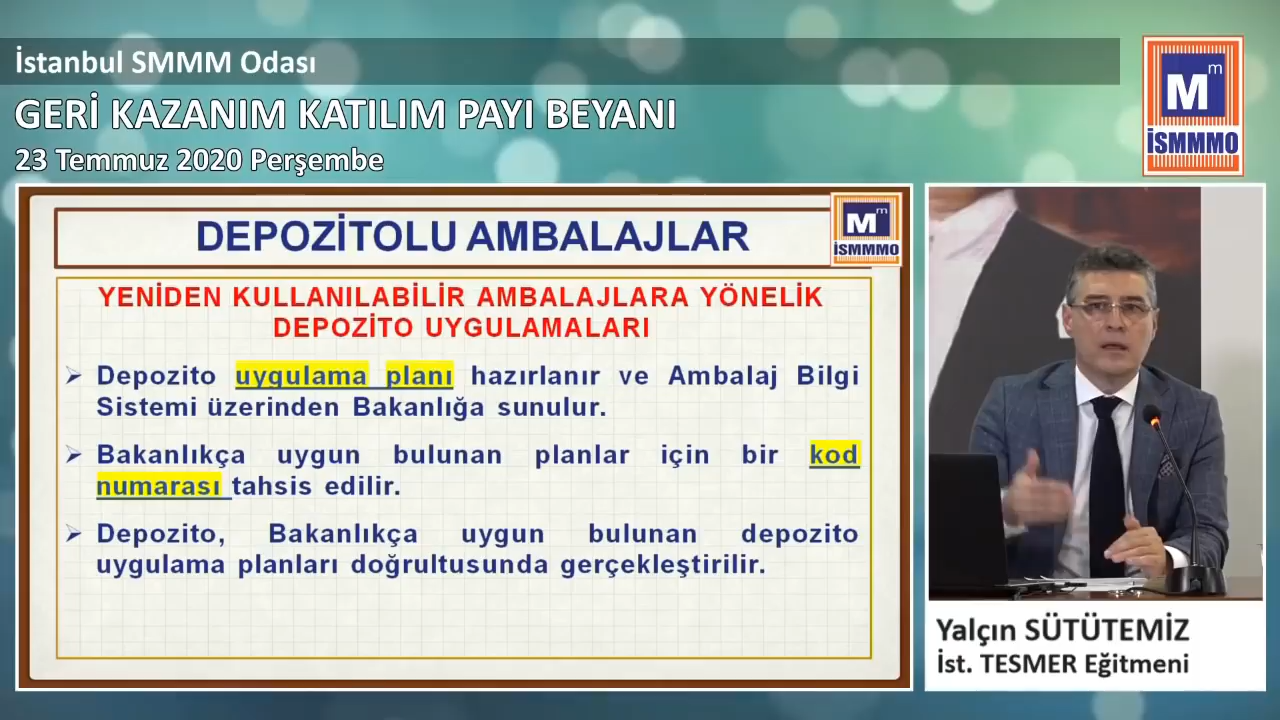 İstanbul SMMM Odası
GERİ KAZANIM KATILIM PAYI BEYANI
23 Temmuz 2020 Perşembe
Mm
İSMMMO
DEPOZİTOLU AMBALAJLAR
Mm
İSMMMO
YENİDEN KULLANILABİLİR AMBALAJLARA YÖNELİK
DEPOZİTO UYGULAMALARI
➢ Depozito uygulama planı hazırlanır ve Ambalaj Bilgi
Sistemi üzerinden Bakanlığa sunulur.
➢ Bakanlıkça uygun bulunan planlar için bir kod
numarası tahsis edilir.
➢ Depozito, Bakanlıkça uygun bulunan depozito
uygulama planları doğrultusunda gerçekleştirilir.
Yalçın SÜTÜTEMİZ
İst. TESMER Eğitmeni